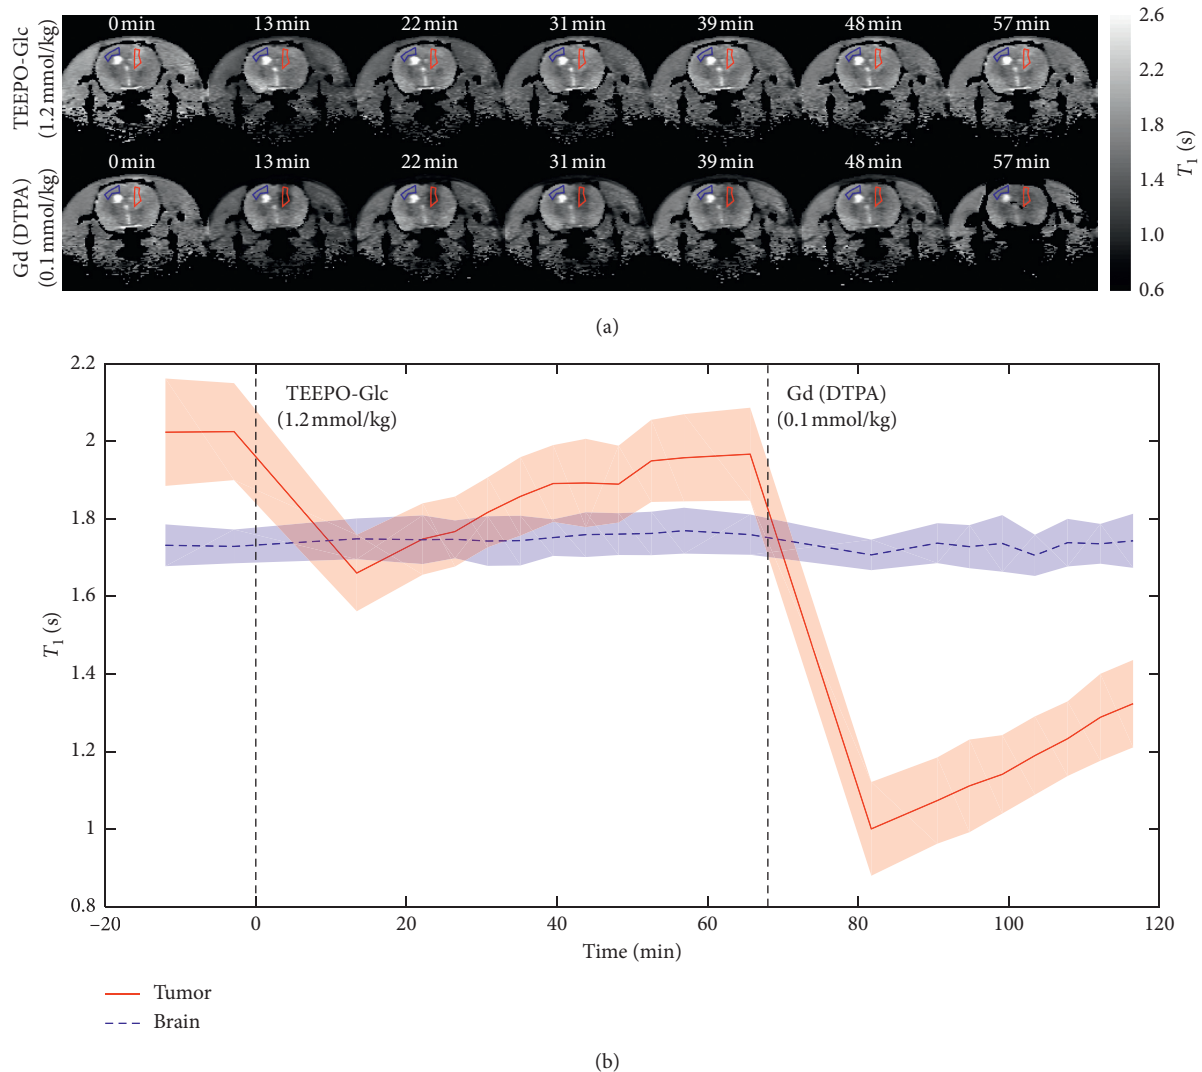 TEEPO-Glc
(1.2 mmol/kg)
0 min 13 min 22 min 31 min 39 min 48 min 57 min
Gd (DTPA)
(0.1 mmol/kg)
0 min 13 min 22 min 31 min 39 min 48 min 57 min
2.6
2.2
1.8
1.4
1.0
0.6
T1 (s)
(a)
2.2
2
1.8
1.6
1.4
1.2
1
0.8
T1 (s)
TEEPO-Glc
(1.2 mmol/kg)
Gd (DTPA)
(0.1 mmol/kg)
–20 0 20 40 60 80 100 120
Time (min)
Tumor
Brain
(b)